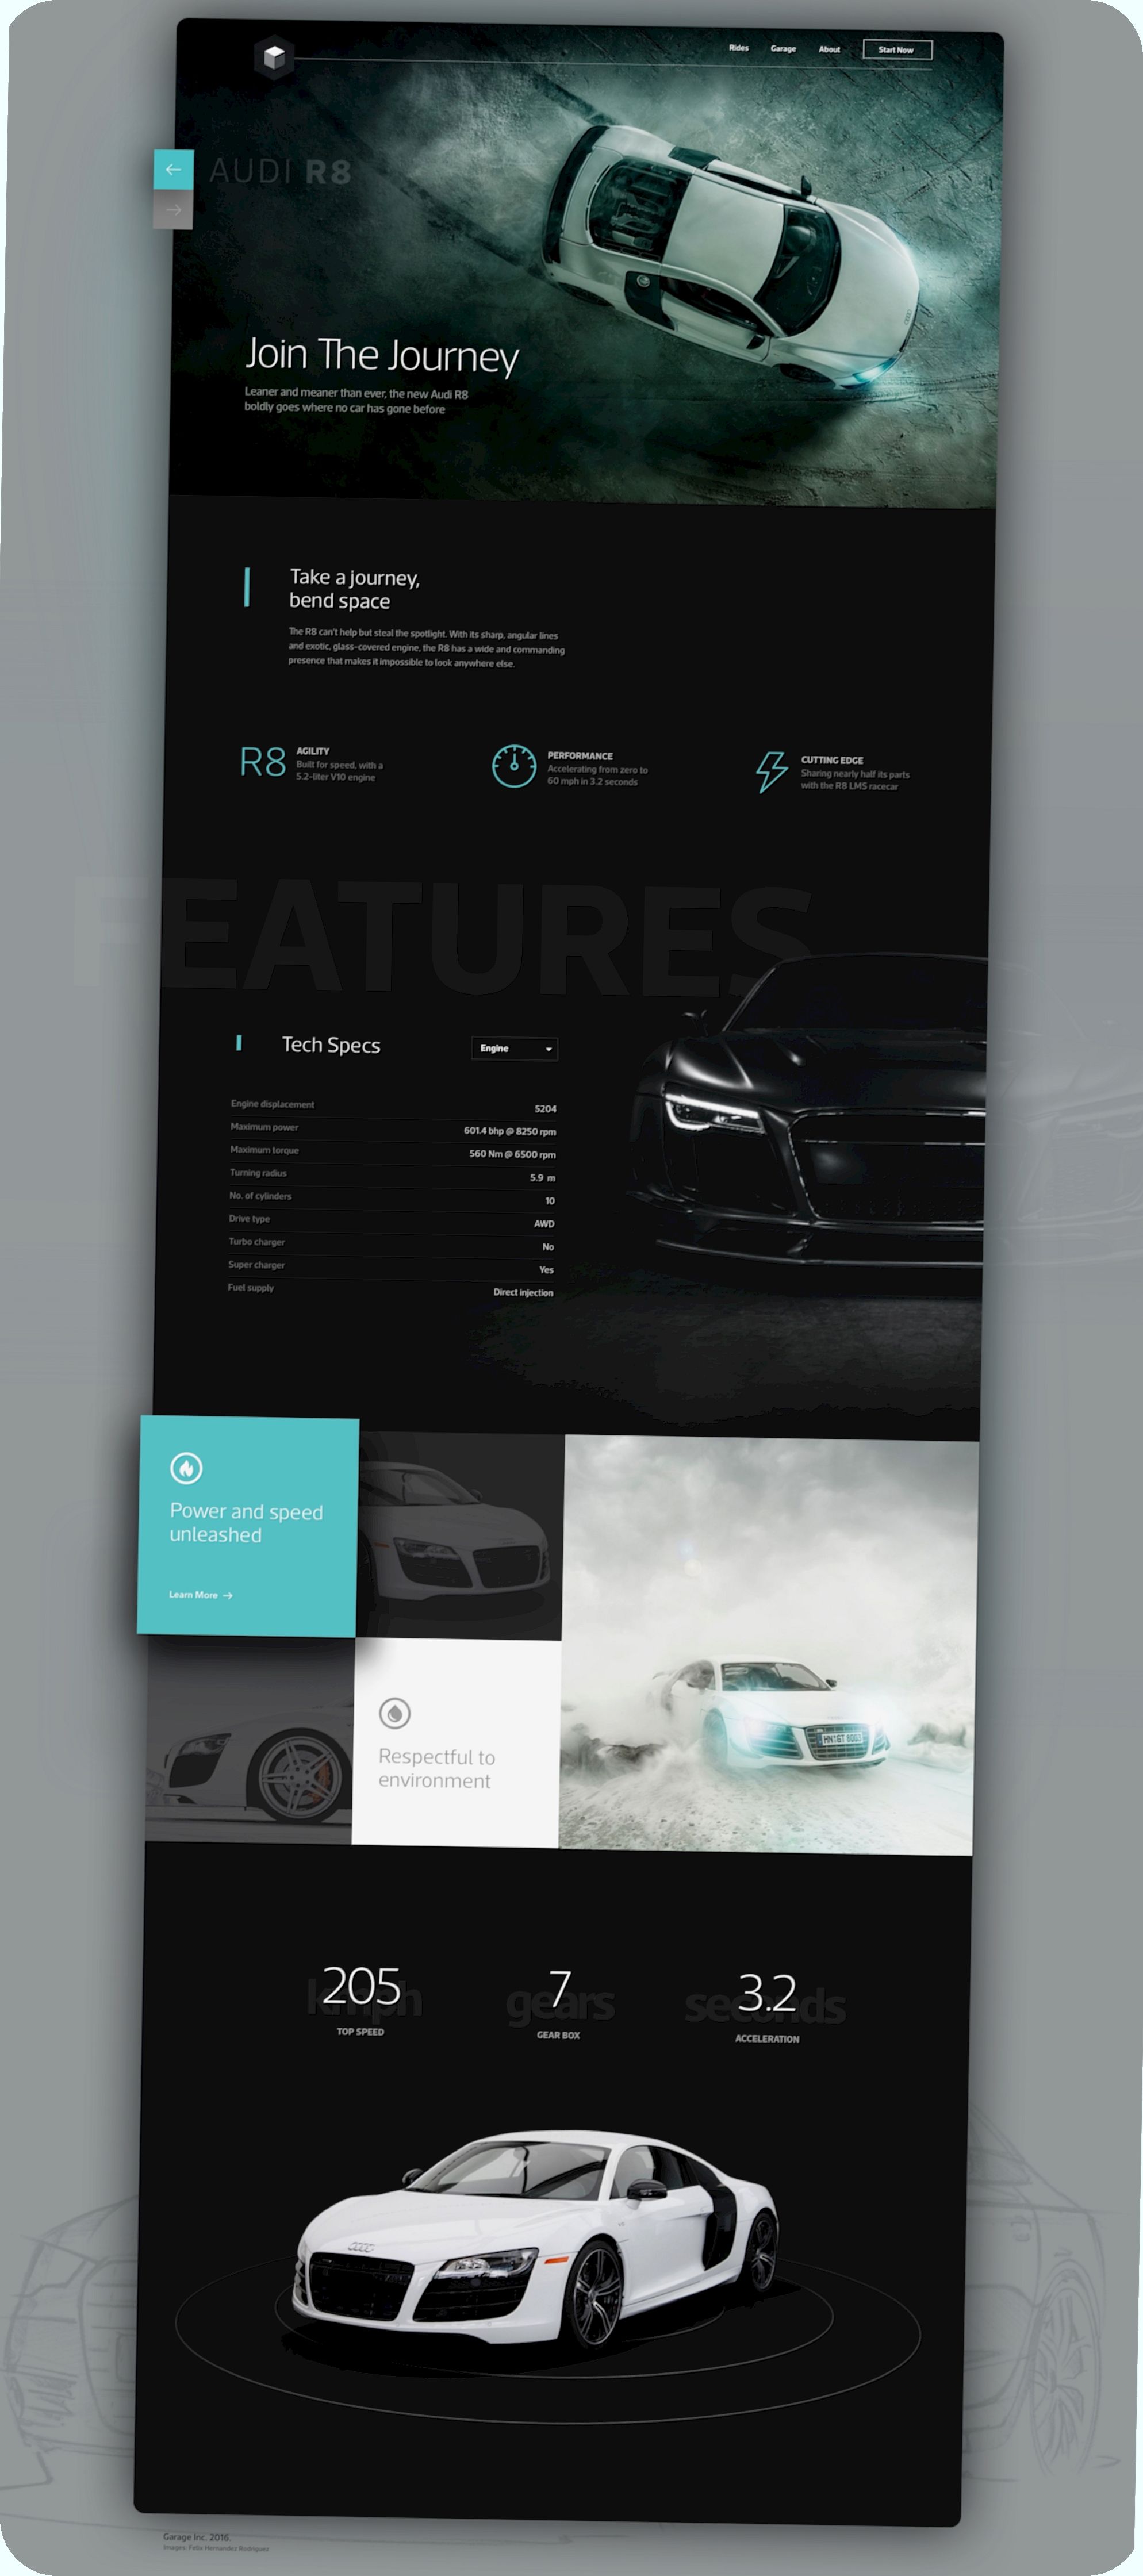 Rides Garage About Start Now
AUDI R8
Join The Journey
Leaner and meaner than ever, the new Audi R8
boldly goes where no car has gone before
Take a journey,
bend space
The R8 can't help but steal the spotlight. With its sharp, angular lines
and exotic, glass-covered engine, the R8 has a wide and commanding
presence that makes it impossible to look anywhere else.
R8
AGILITY
Built for speed, with a
5.2-liter V10 engine
PERFORMANCE
Accelerating from zero to
60 mph in 3.2 seconds
CUTTING EDGE
Sharing nearly half its parts
with the R8 LMS racecar
FEATURES
Tech Specs
Engine
Engine displacement 5204
Maximum power 601.4 bhp @ 8250 rpm
Maximum torque 560 Nm @ 6500 rpm
Turning radius 5.9 m
No. of cylinders 10
Drive type AWD
Turbo charger No
Super charger Yes
Fuel supply Direct injection
Power and speed
unleashed
Learn More
Respectful to
environment
205
kmph
TOP SPEED
7
gears
GEAR BOX
3.2
seconds
ACCELERATION
Garage Inc. 2016.
Images: Felix Hernandez Rodriguez